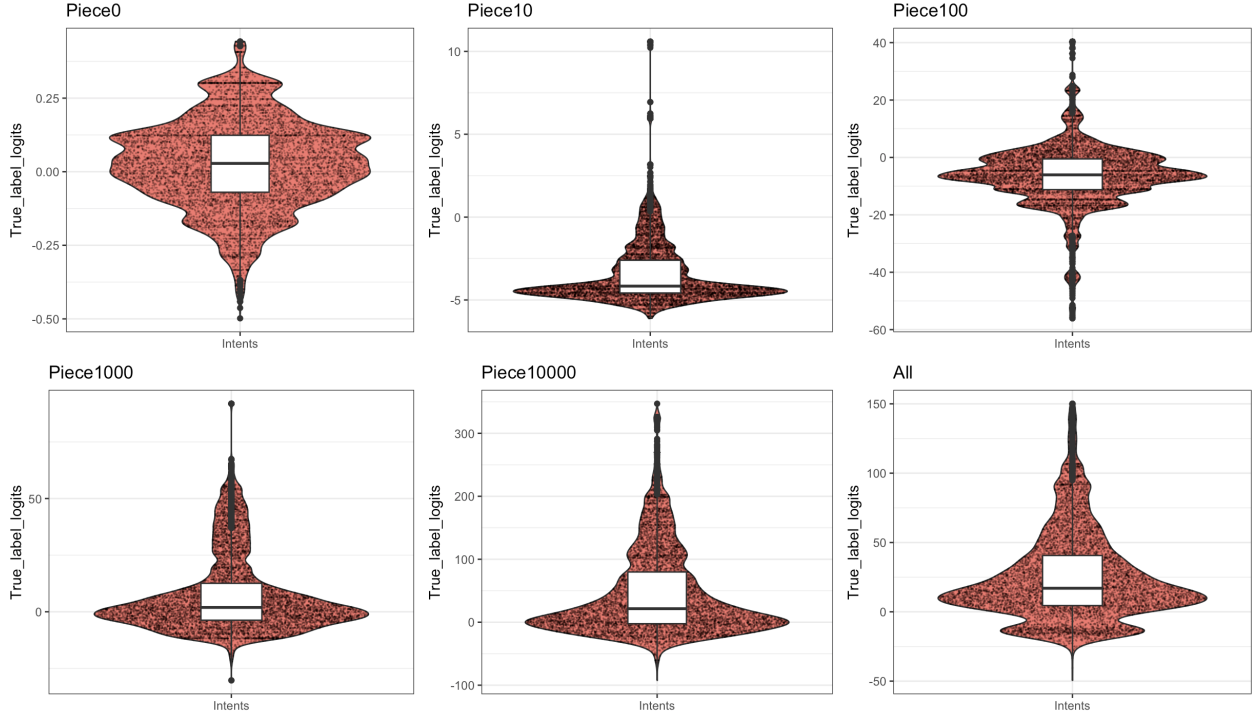 Piece0
True_label_logits
0.25
0.00
-0.25
-0.50
Intents
Piece10
True_label_logits
10
5
0
-5
Intents
Piece100
True_label_logits
40
20
0
-20
-40
-60
Intents
Piece1000
True_label_logits
50
0
Intents
Piece10000
True_label_logits
300
200
100
0
-100
Intents
All
True_label_logits
150
100
50
0
-50
Intents